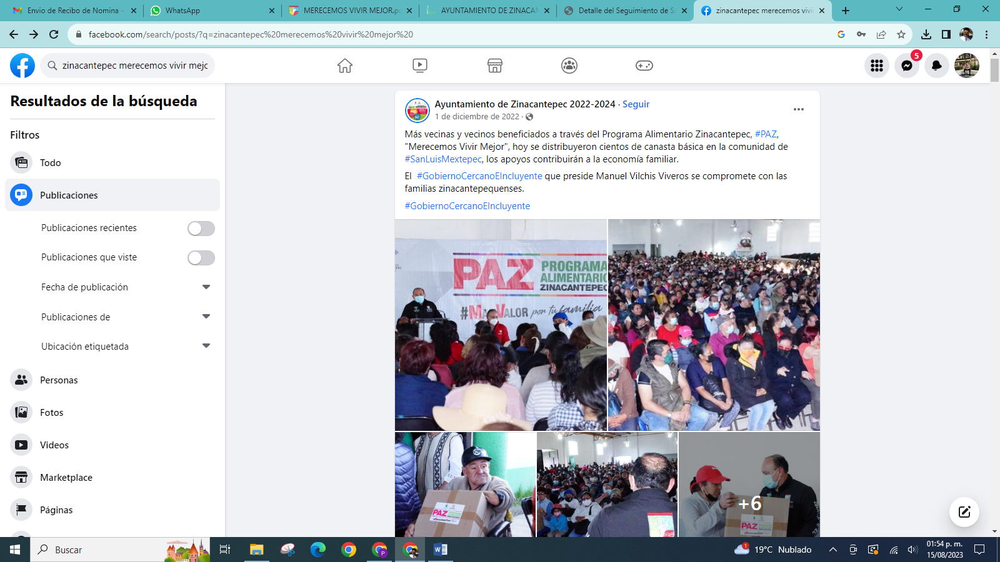 Envio de Recibo de Nomina -
WhatsApp
MERECEMOS VIVIR MEJOR.p
AYUNTAMIENTO DE ZINACAN
Detalle del Seguimiento de S
zinacantepec merecemos vivi
facebook.com/search/posts/?q=zinacantepec%20merecemos%20vivir%20mejor%20
zinacantepec merecemos vivir mejc
5
Resultados de la búsqueda
Filtros
Todo
Publicaciones
Publicaciones recientes
Publicaciones que viste
Fecha de publicación
Publicaciones de
Ubicación etiquetada
Personas
Fotos
Videos
Marketplace
Páginas
Ayuntamiento de Zinacantepec 2022-2024 · Seguir
1 de diciembre de 2022 ·
Más vecinas y vecinos beneficiados a través del Programa Alimentario Zinacantepec, #PAZ,
"Merecemos Vivir Mejor", hoy se distribuyeron cientos de canasta básica en la comunidad de
#SanLuisMextepec, los apoyos contribuirán a la economía familiar.
El #GobiernoCercanoEIncluyente que preside Manuel Vilchis Viveros se compromete con las
familias zinacantepequenses.
#GobiernoCercanoEIncluyente
PAZ
PROGRAMA
ALIMENTARIO
ZINACANTEPEC
#MásValor por tu familia
PAZ
PAZ
+6
Buscar
1
19°C Nublado
01:54 p. m.
15/08/2023